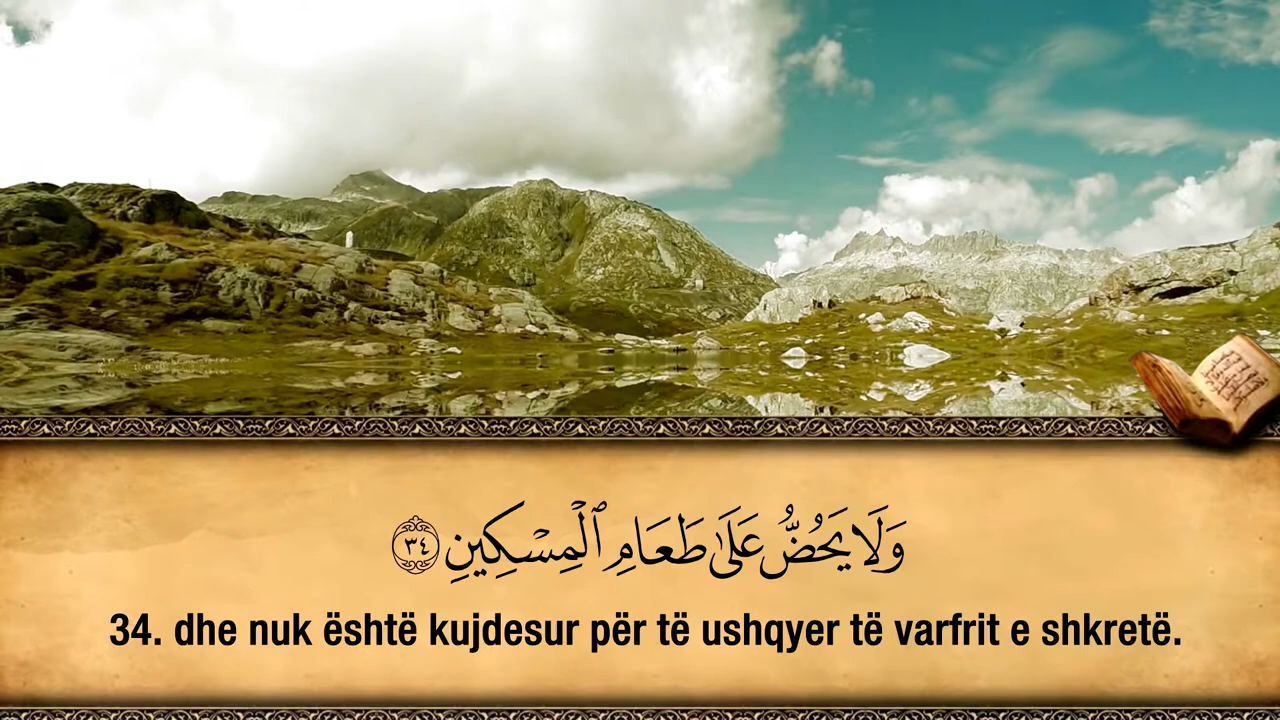 وَلَا يَحُضُّ عَلَىٰ طَعَامِ ٱلْمِسْكِينِ ٣٤
34. dhe nuk është kujdesur për të ushqyer të varfrit e shkretë.